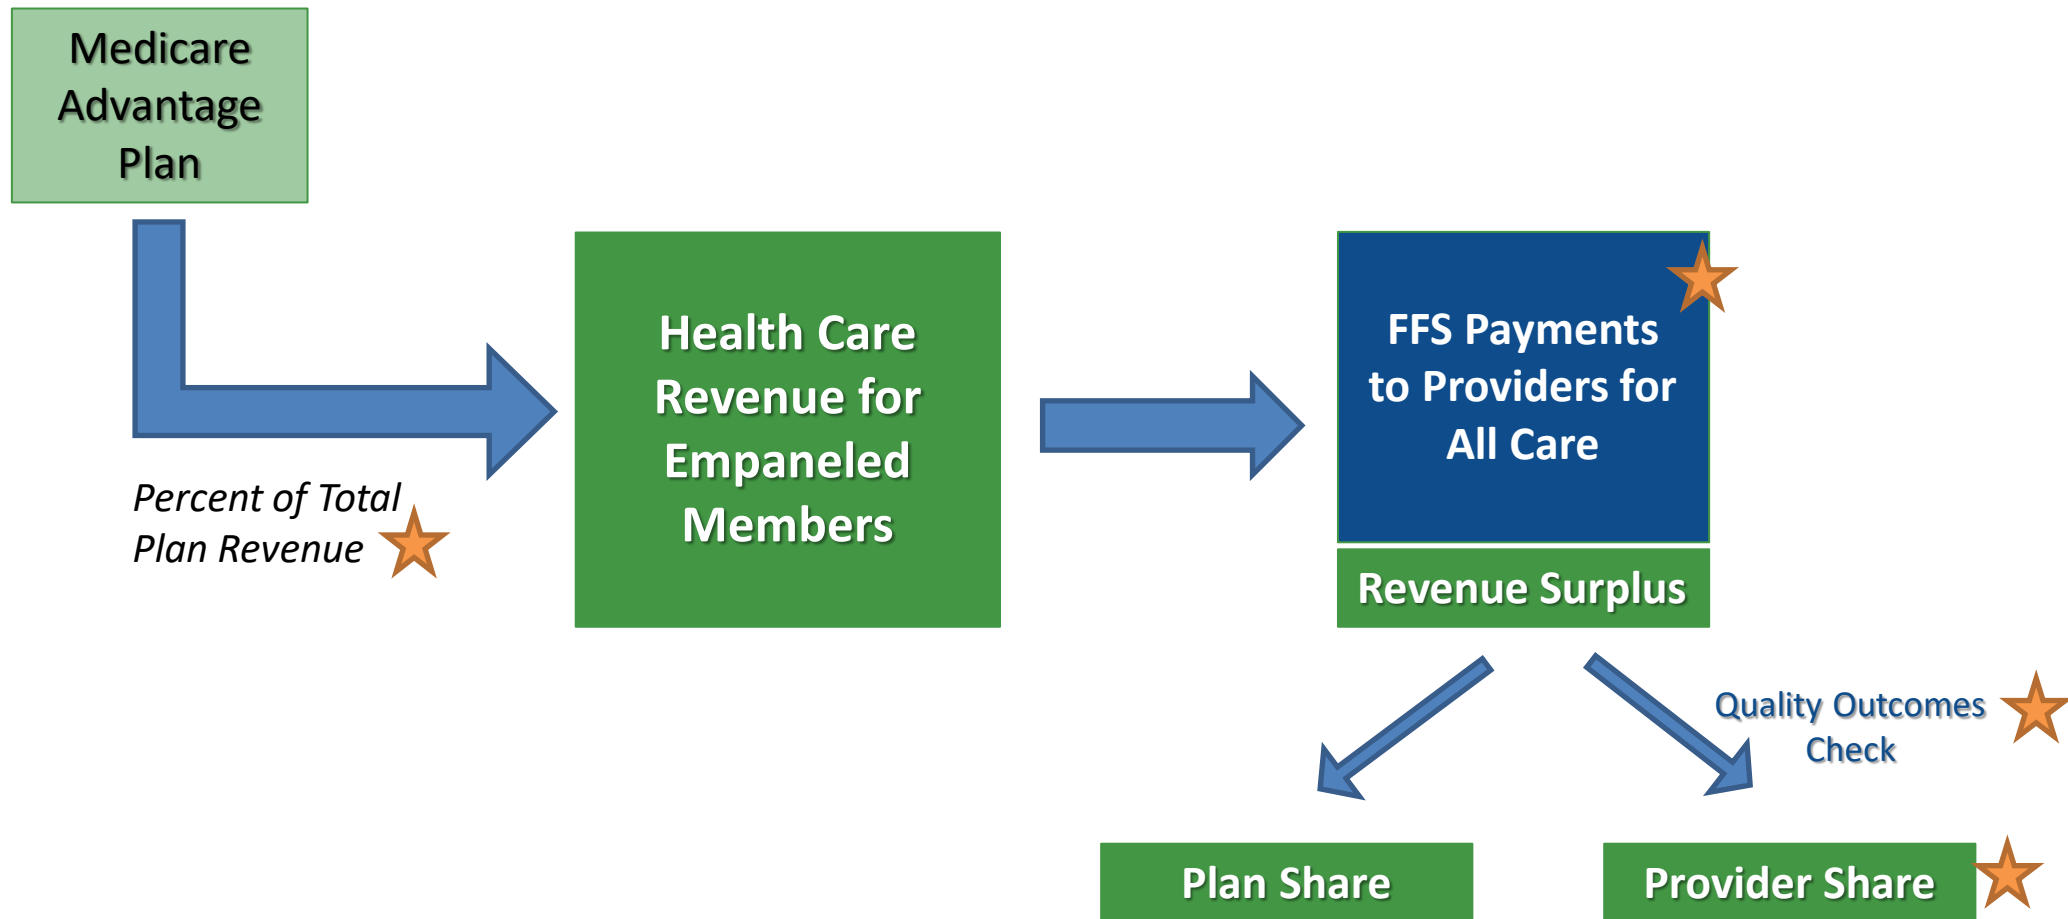 Medicare
Advantage
Plan
Percent of Total
Plan Revenue
Health Care
Revenue for
Empaneled
Members
FFS Payments
to Providers for
All Care
Revenue Surplus
Quality Outcomes
Check
Plan Share
Provider Share